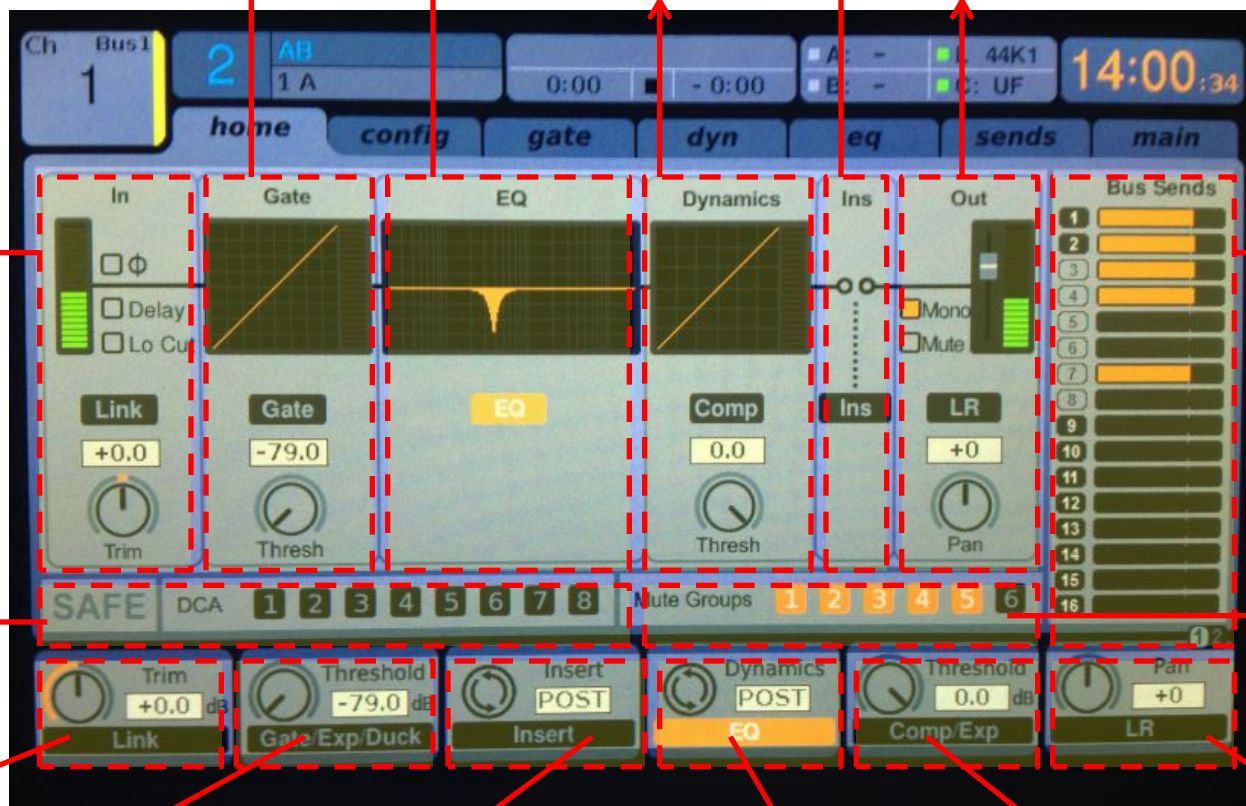 Ch Bus1
1
2 AB
1 A
0:00 - 0:00
A: - L 44K1
B: - C: UF
14:00:34
home config gate dyn eq sends main
In Gate EQ Dynamics Ins Out Bus Sends
Φ
Delay
Lo Cut
Mono
Mute
Link Gate EQ Comp Ins LR
+0.0 -79.0 0.0 +0
Trim Thresh Thresh Pan
1
2
3
4
5
6
7
8
9
10
11
12
13
14
15
16
SAFE DCA 1 2 3 4 5 6 7 8 Mute Groups 1 2 3 4 5 6
1 2
Trim Threshold Insert Dynamics Threshold Pan
+0.0 dB -79.0 dB POST POST 0.0 dB +0
Link Gate/Exp/Duck Insert EQ Comp/Exp LR